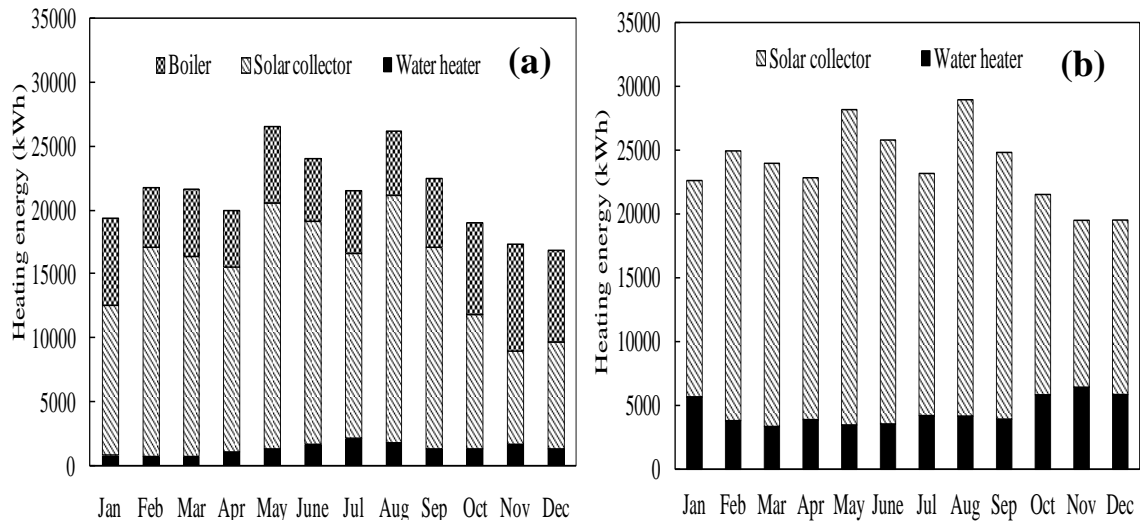 35000
30000
25000
20000
15000
10000
5000
0
Heating energy (kWh)
Boiler Solar collector Water heater
(a)
Jan Feb Mar Apr May June Jul Aug Sep Oct Nov Dec
35000
30000
25000
20000
15000
10000
5000
0
Heating energy (kWh)
Solar collector Water heater
(b)
Jan Feb Mar Apr May June Jul Aug Sep Oct Nov Dec